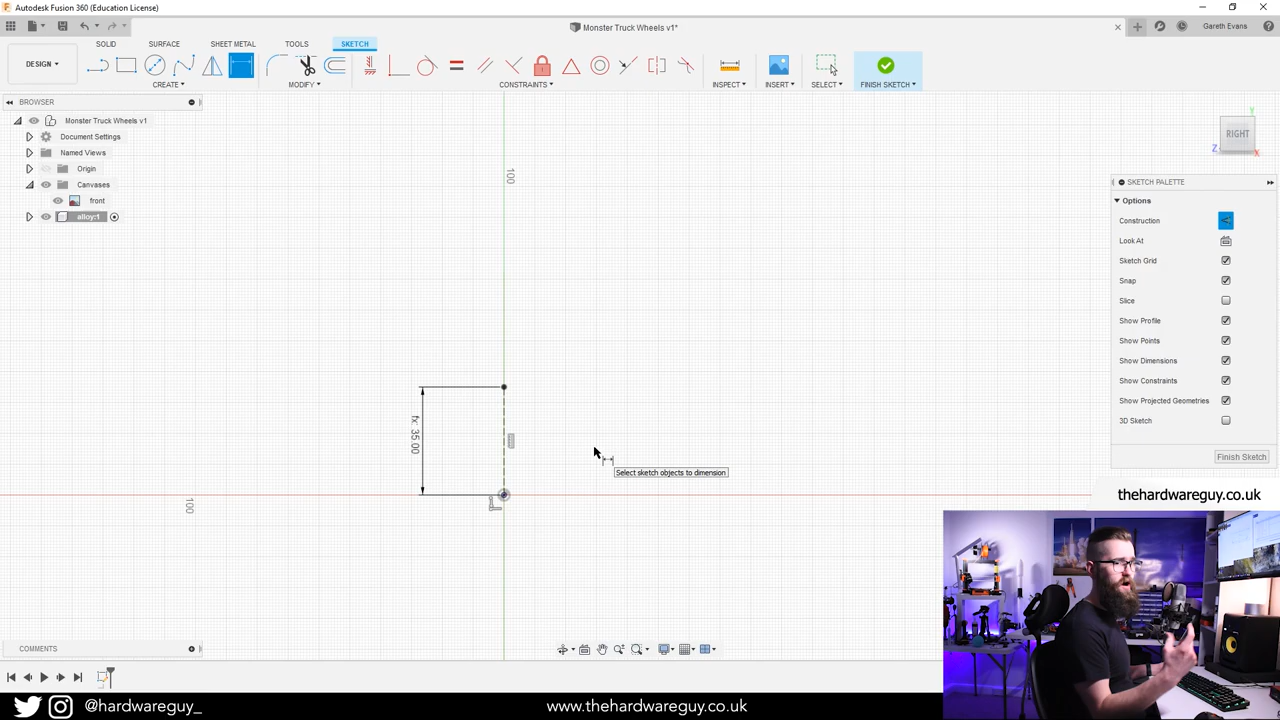 Autodesk Fusion 360 (Education License)
Monster Truck Wheels v1*
Gareth Evans
DESIGN
SOLID
SURFACE
SHEET METAL
TOOLS
SKETCH
CREATE
MODIFY
CONSTRAINTS
INSPECT
INSERT
SELECT
FINISH SKETCH
BROWSER
Monster Truck Wheels v1
Document Settings
Named Views
Origin
Canvases
front
alloy:1
100
fx: 35.00
100
Select sketch objects to dimension
Y
RIGHT
Z
X
SKETCH PALETTE
Options
Construction
Look At
Sketch Grid
Snap
Slice
Show Profile
Show Points
Show Dimensions
Show Constraints
Show Projected Geometries
3D Sketch
Finish Sketch
thehardwareguy.co.uk
COMMENTS
@hardwareguy_
www.thehardwareguy.co.uk